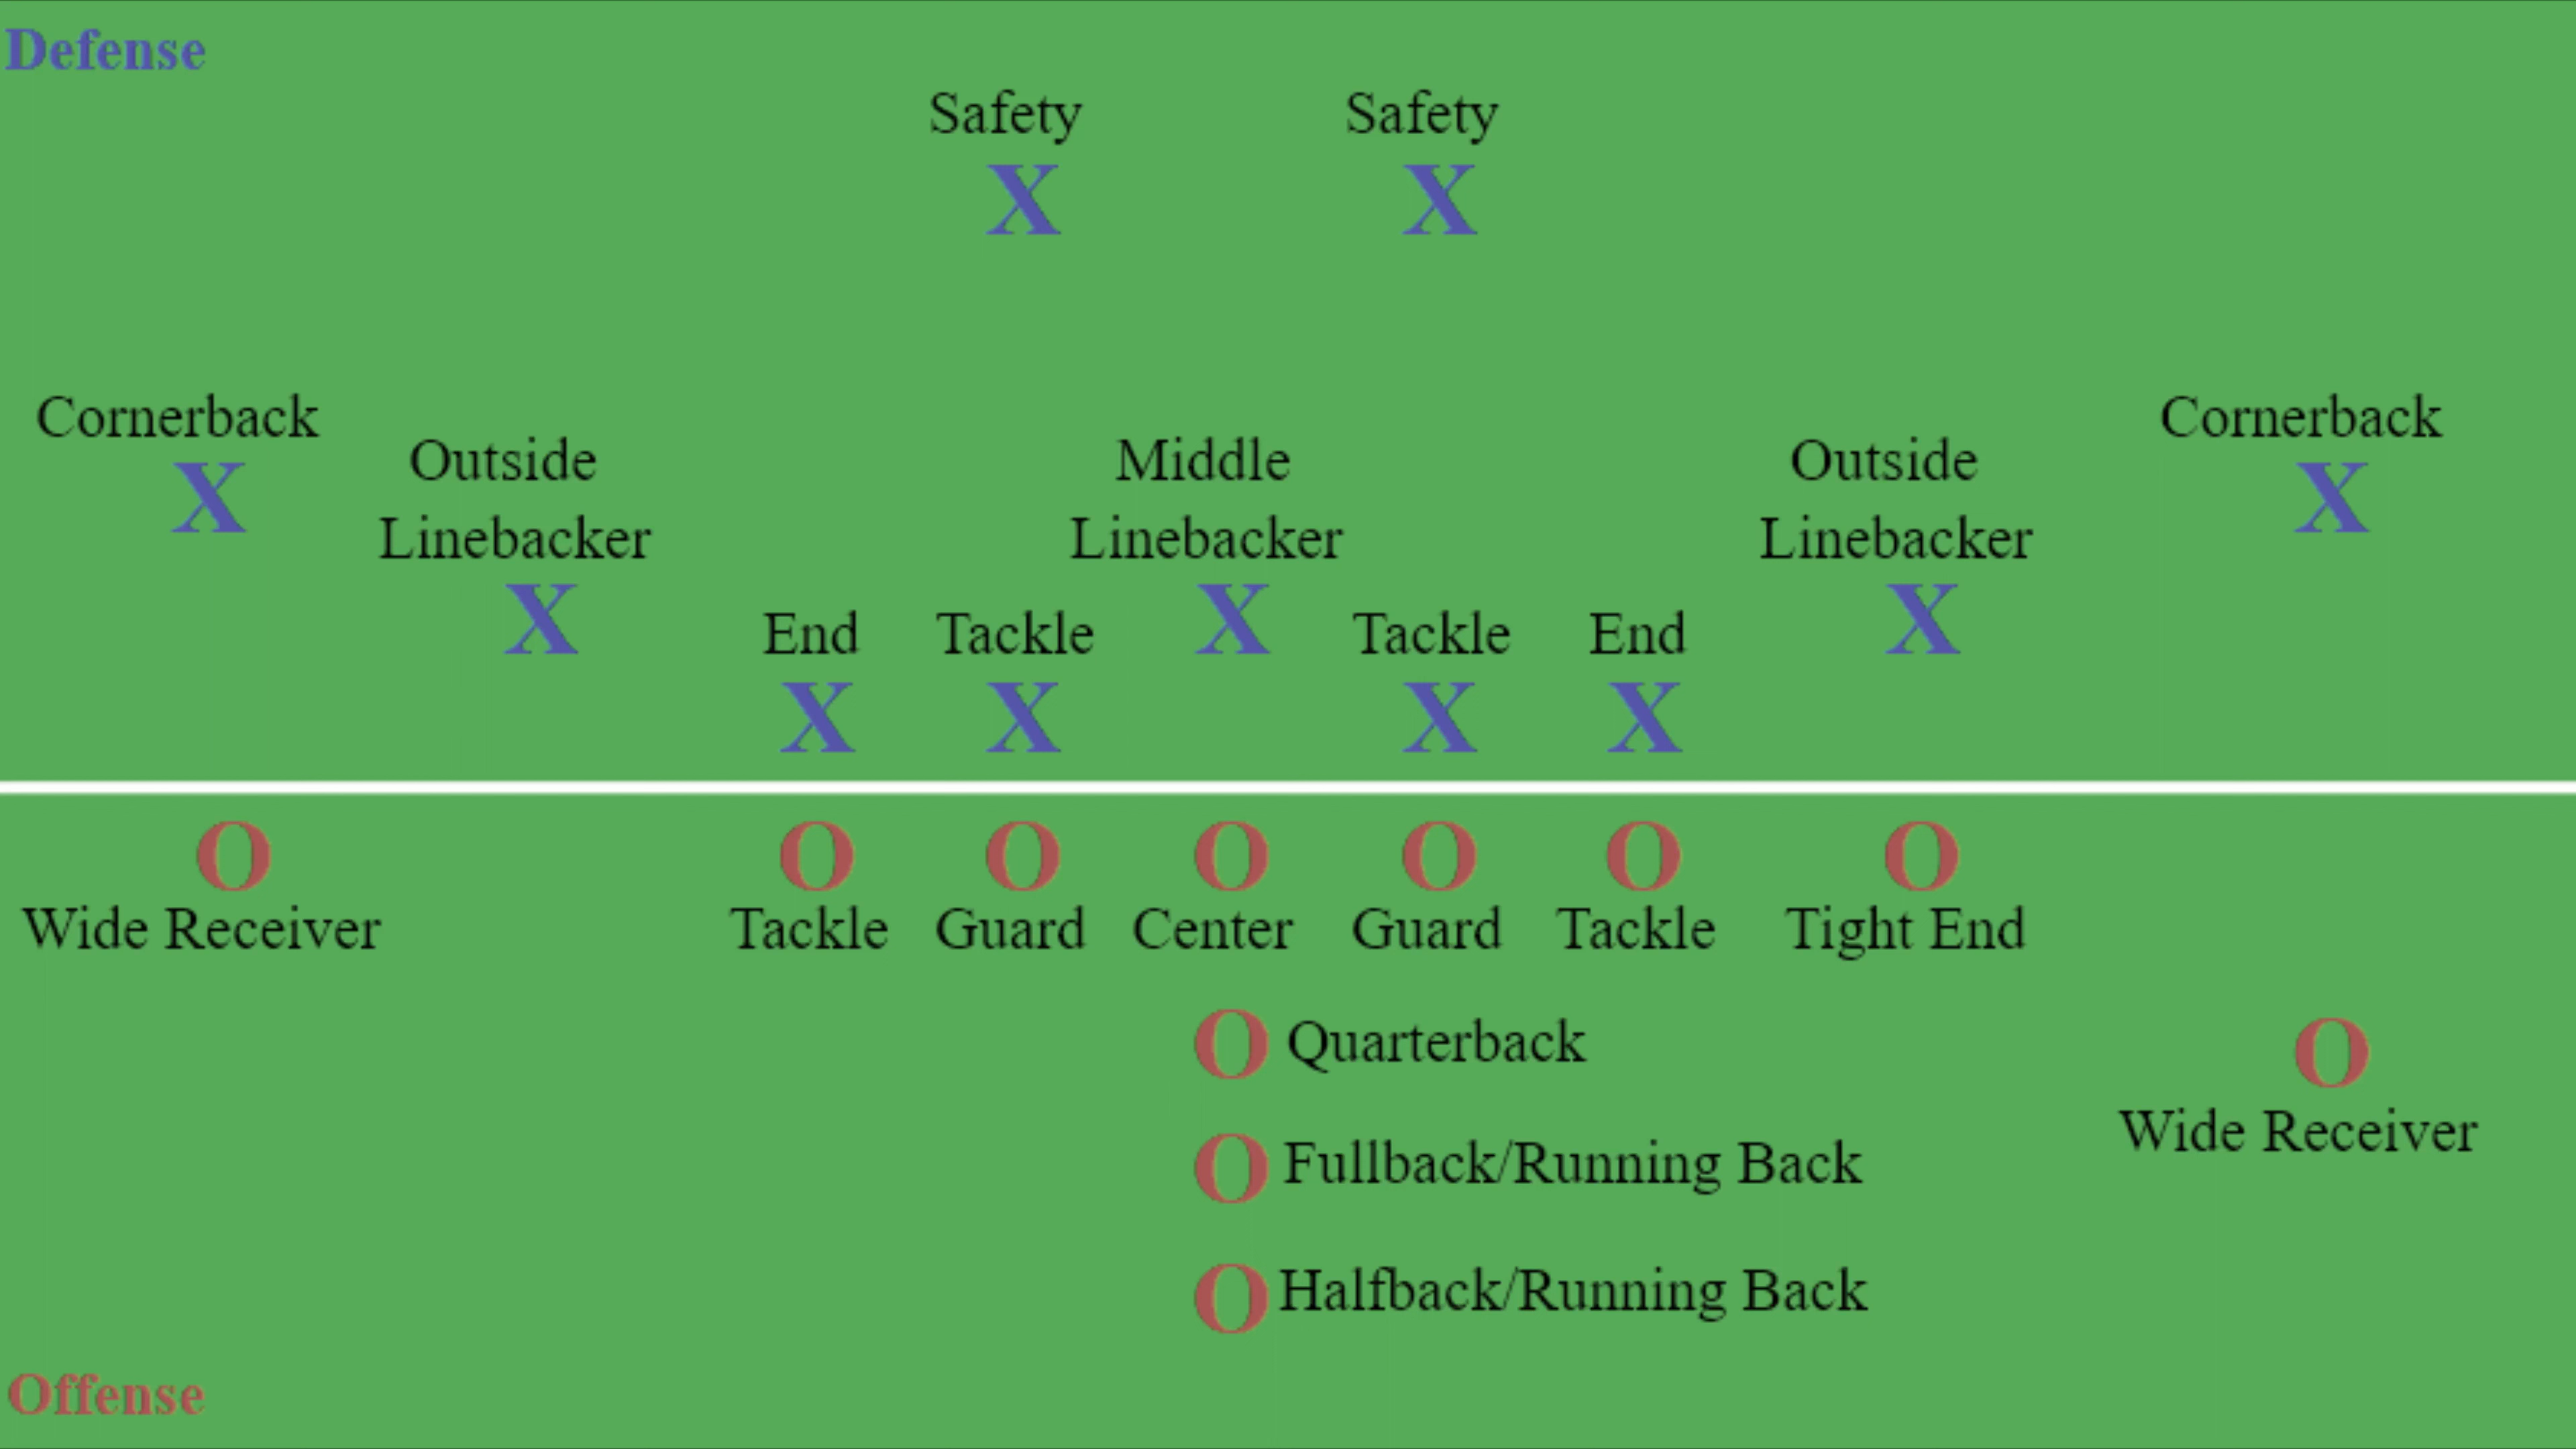 Defense
Safety Safety
X X
Cornerback Cornerback
Outside Middle Outside
X X
Linebacker Linebacker Linebacker
X X X
End Tackle Tackle End
X X X X
O O O O O O O
Wide Receiver Tackle Guard Center Guard Tackle Tight End
O Quarterback
O
Wide Receiver
O Fullback/Running Back
O Halfback/Running Back
Offense